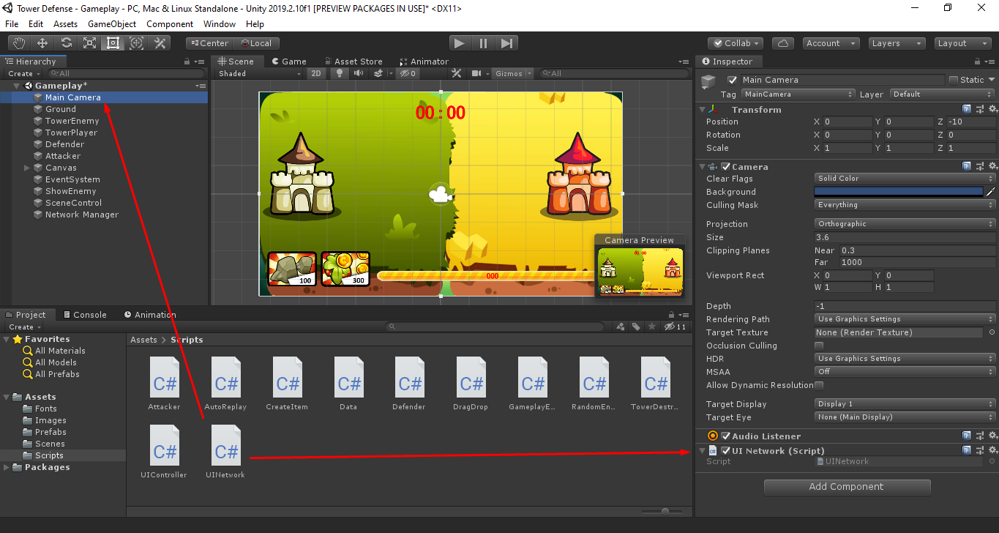 Tower Defense - Gameplay - PC, Mac & Linux Standalone - Unity 2019.2.10f1 [PREVIEW PACKAGES IN USE]* <DX11>
File Edit Assets GameObject Component Window Help
Center Local
Collab Account Layers Layout
Hierarchy
Create All
Gameplay*
Main Camera
Ground
TowerEnemy
TowerPlayer
Defender
Attacker
Canvas
EventSystem
ShowEnemy
SceneControl
Network Manager
Scene Game Asset Store Animator
Shaded 2D 0 Gizmos All
00:00
100
300
000
Camera Preview
Inspector
Main Camera Static
Tag MainCamera Layer Default
Transform
Position X 0 Y 0 Z -10
Rotation X 0 Y 0 Z 0
Scale X 1 Y 1 Z 1
Camera
Clear Flags Solid Color
Background
Culling Mask Everything
Projection Orthographic
Size 3.6
Clipping Planes Near 0.3
Far 1000
Viewport Rect X 0 Y 0
W 1 H 1
Depth -1
Rendering Path Use Graphics Settings
Target Texture None (Render Texture)
Occlusion Culling
HDR Use Graphics Settings
MSAA Off
Allow Dynamic Resolution
Target Display Display 1
Target Eye None (Main Display)
Audio Listener
UI Network (Script)
Script UINetwork
Add Component
Project Console Animation
Create 11
Favorites
All Materials
All Models
All Prefabs
Assets
Fonts
Images
Prefabs
Scenes
Scripts
Packages
Assets > Scripts
C# C# C# C# C# C# C# C# C#
Attacker AutoReplay CreateItem Data Defender DragDrop GameplayE... RandomEn... TowerDestr...
C# C#
UIController UINetwork